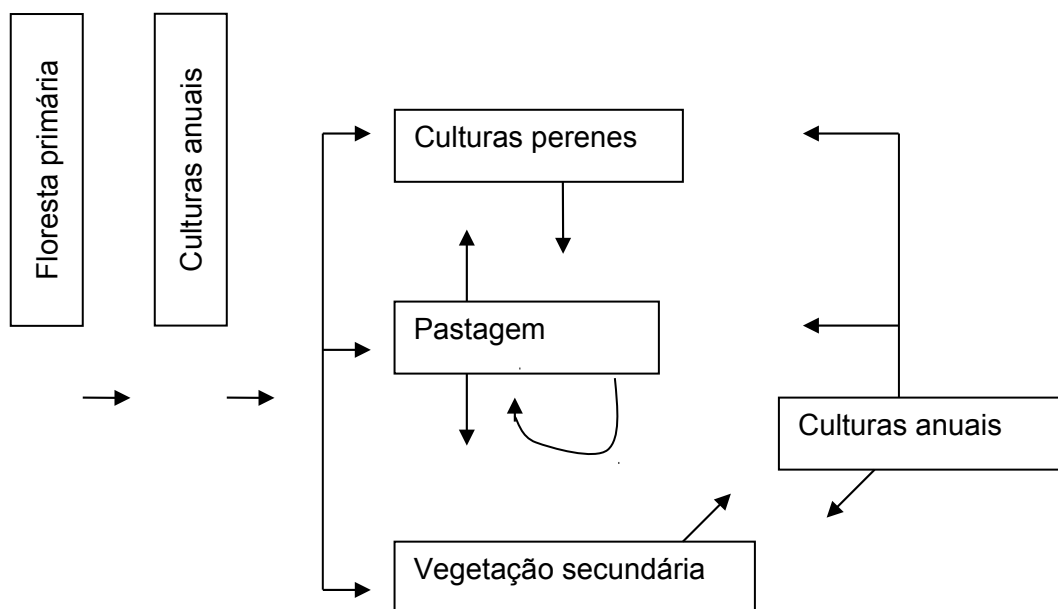 Floresta primária
Culturas anuais
Culturas perenes
Pastagem
Culturas anuais
Vegetação secundária